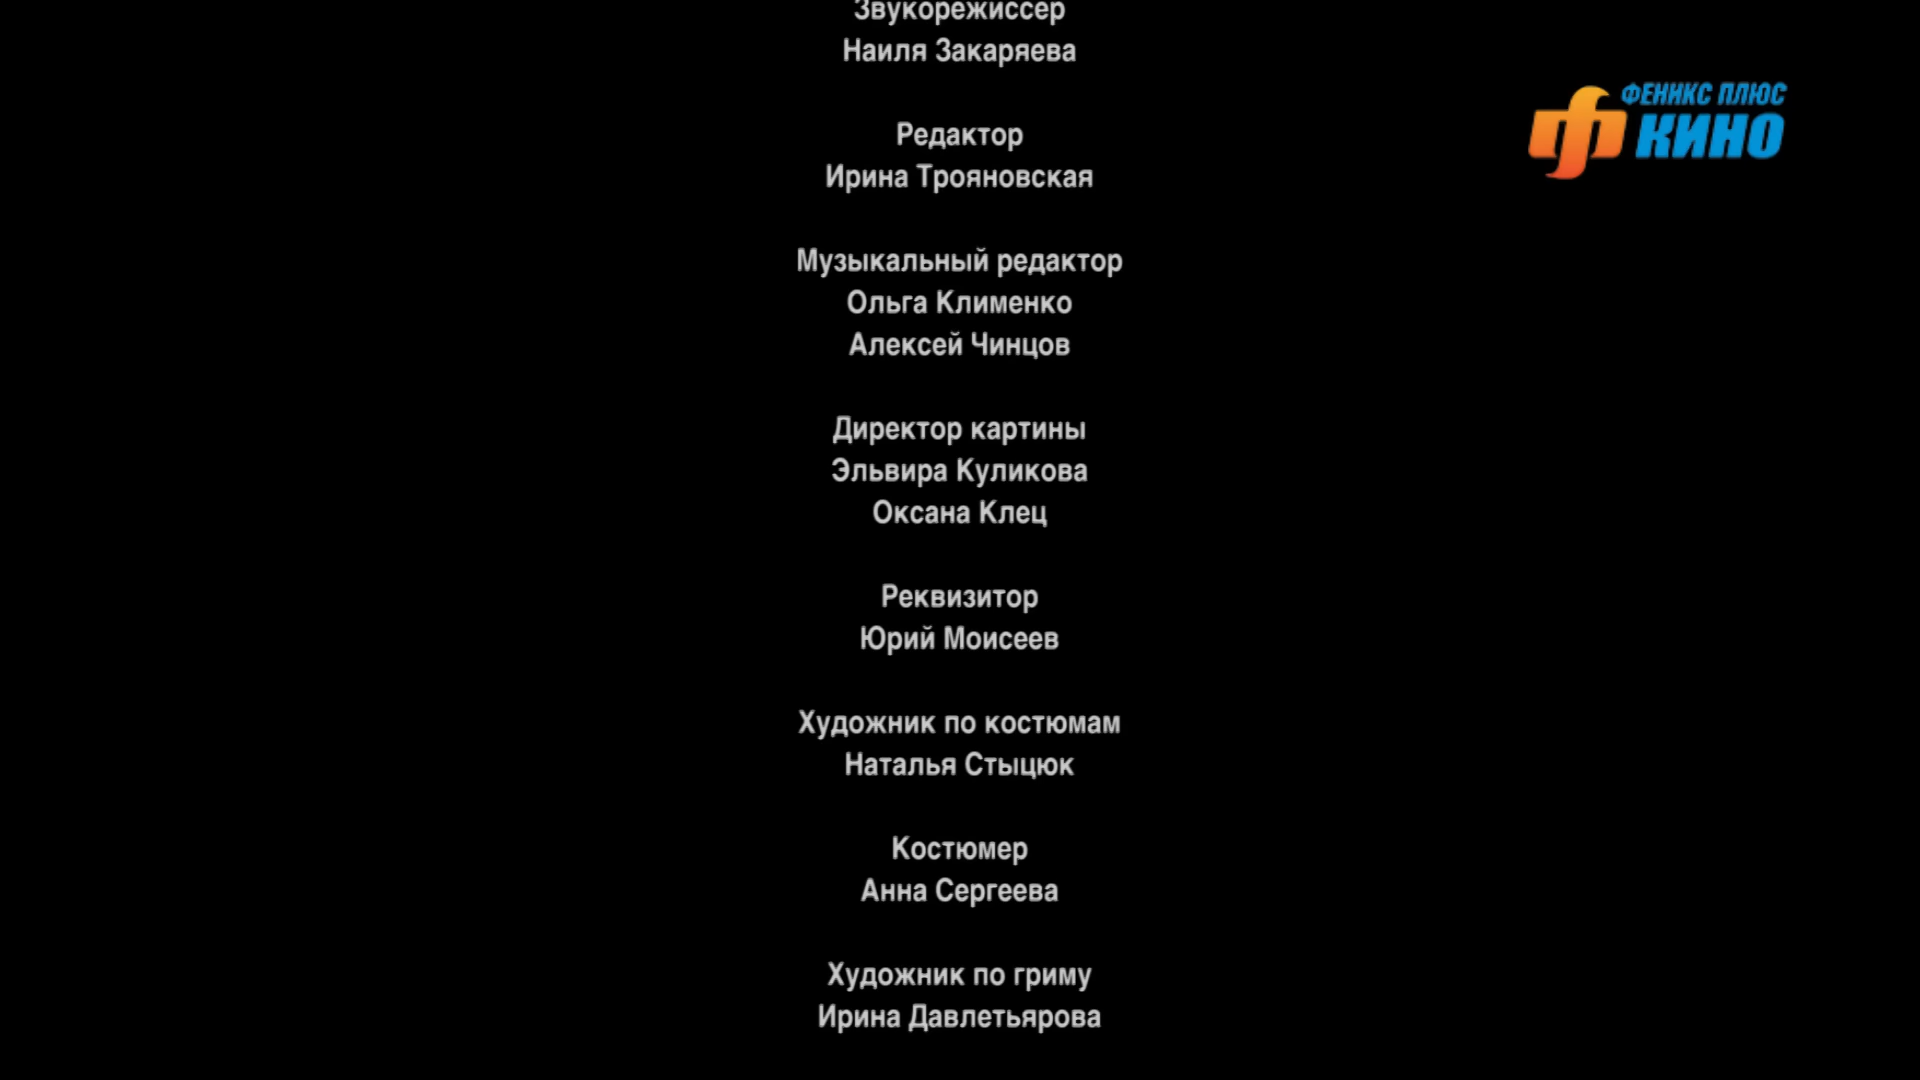 Звукорежиссер
Наиля Закаряева
ФЕНИКС ПЛЮС
КИНО
Редактор
Ирина Трояновская
Музыкальный редактор
Ольга Клименко
Алексей Чинцов
Директор картины
Эльвира Куликова
Оксана Клец
Реквизитор
Юрий Моисеев
Художник по костюмам
Наталья Стыцюк
Костюмер
Анна Сергеева
Художник по гриму
Ирина Давлетьярова